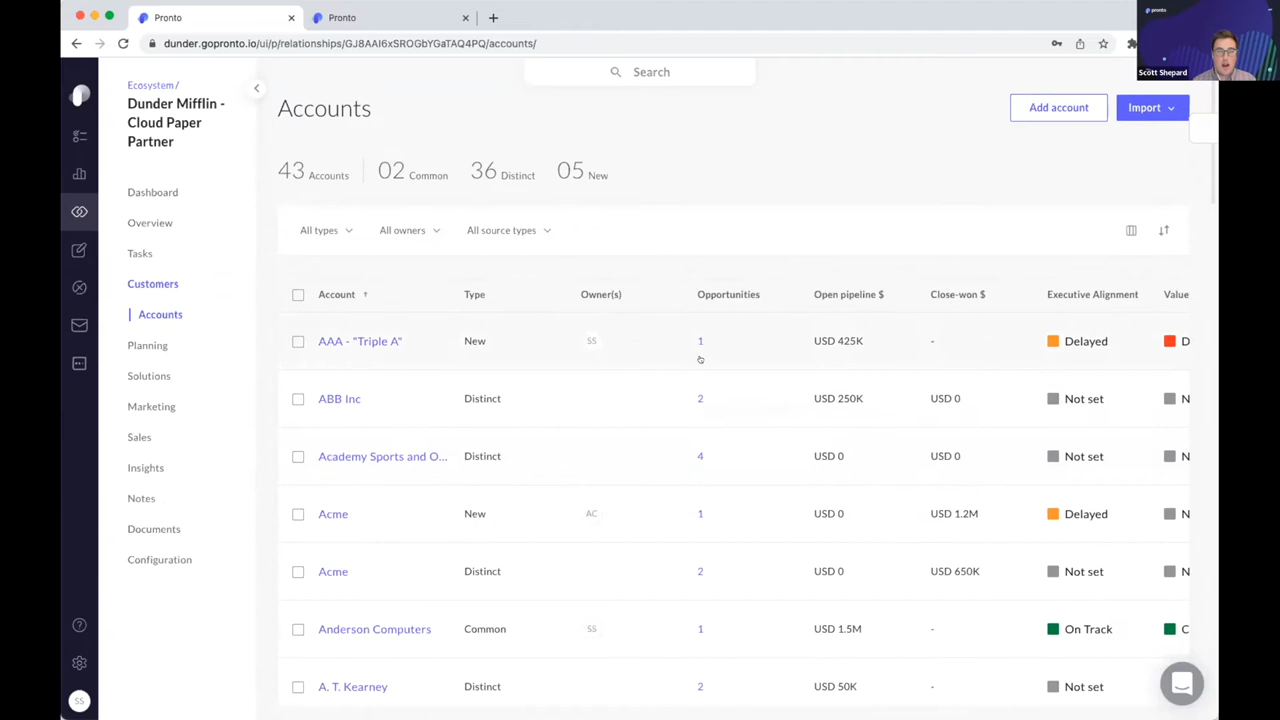 Pronto
Pronto
dunder.gopronto.io/ui/p/relationships/GJ8AAI6xSROGbYGaTAQ4PQ/accounts/
pronto
Scott Shepard
Ecosystem /
Dunder Mifflin -
Cloud Paper
Partner
Dashboard
Overview
Tasks
Customers
Accounts
Planning
Solutions
Marketing
Sales
Insights
Notes
Documents
Configuration
SS
Search
Accounts
Add account
Import
43 Accounts 02 Common 36 Distinct 05 New
All types All owners All source types
Account Type Owner(s) Opportunities Open pipeline $ Close-won $ Executive Alignment Value
AAA - "Triple A" New SS 1 USD 425K - Delayed D
ABB Inc Distinct 2 USD 250K USD 0 Not set N
Academy Sports and O... Distinct 4 USD 0 USD 0 Not set N
Acme New AC 1 USD 0 USD 1.2M Delayed N
Acme Distinct 2 USD 0 USD 650K Not set N
Anderson Computers Common SS 1 USD 1.5M - On Track C
A. T. Kearney Distinct 2 USD 50K - Not set N